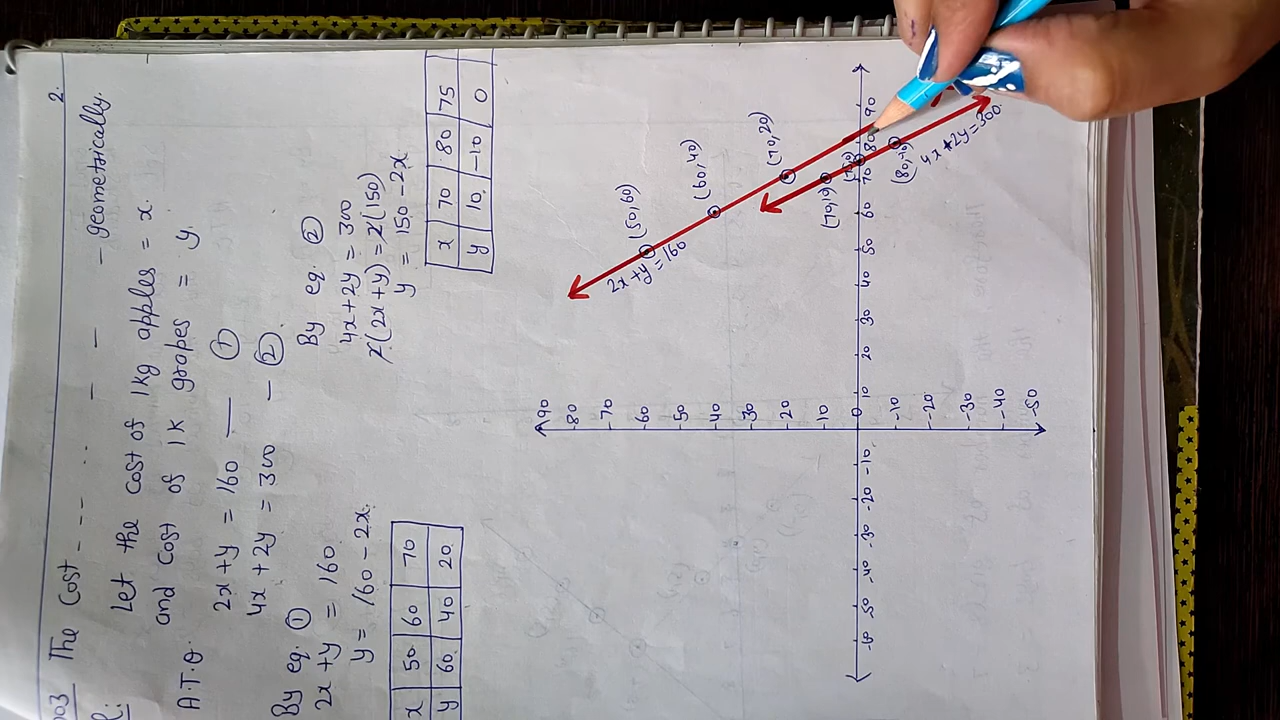 The Cost ---- ... — — - geometrically. 2.
Let the Cost of 1kg apples = x.
and Cost of 1k grapes = y.
A.T.Q.
2x+y = 160 — ①
4x+2y = 300 - ②.
By eq. ①
2x+y = 160
y = 160-2x.
x 50 60 70
y 60 40 20
By eq. ②
4x+2y = 300
2(2x+y) = 2(150)
y = 150-2x
x 70 80 75
y 10 -10 0
90
80
70
60
50
40
30
20
10
0
-10
-20
-30
-40
-50
-60 -50 -40 -30 -20 -10 10 20 30 40 50 60 70 80 90
2x+y=160
(50,60)
(60,40)
(70,20)
(80,-10)
4x+2y=300.